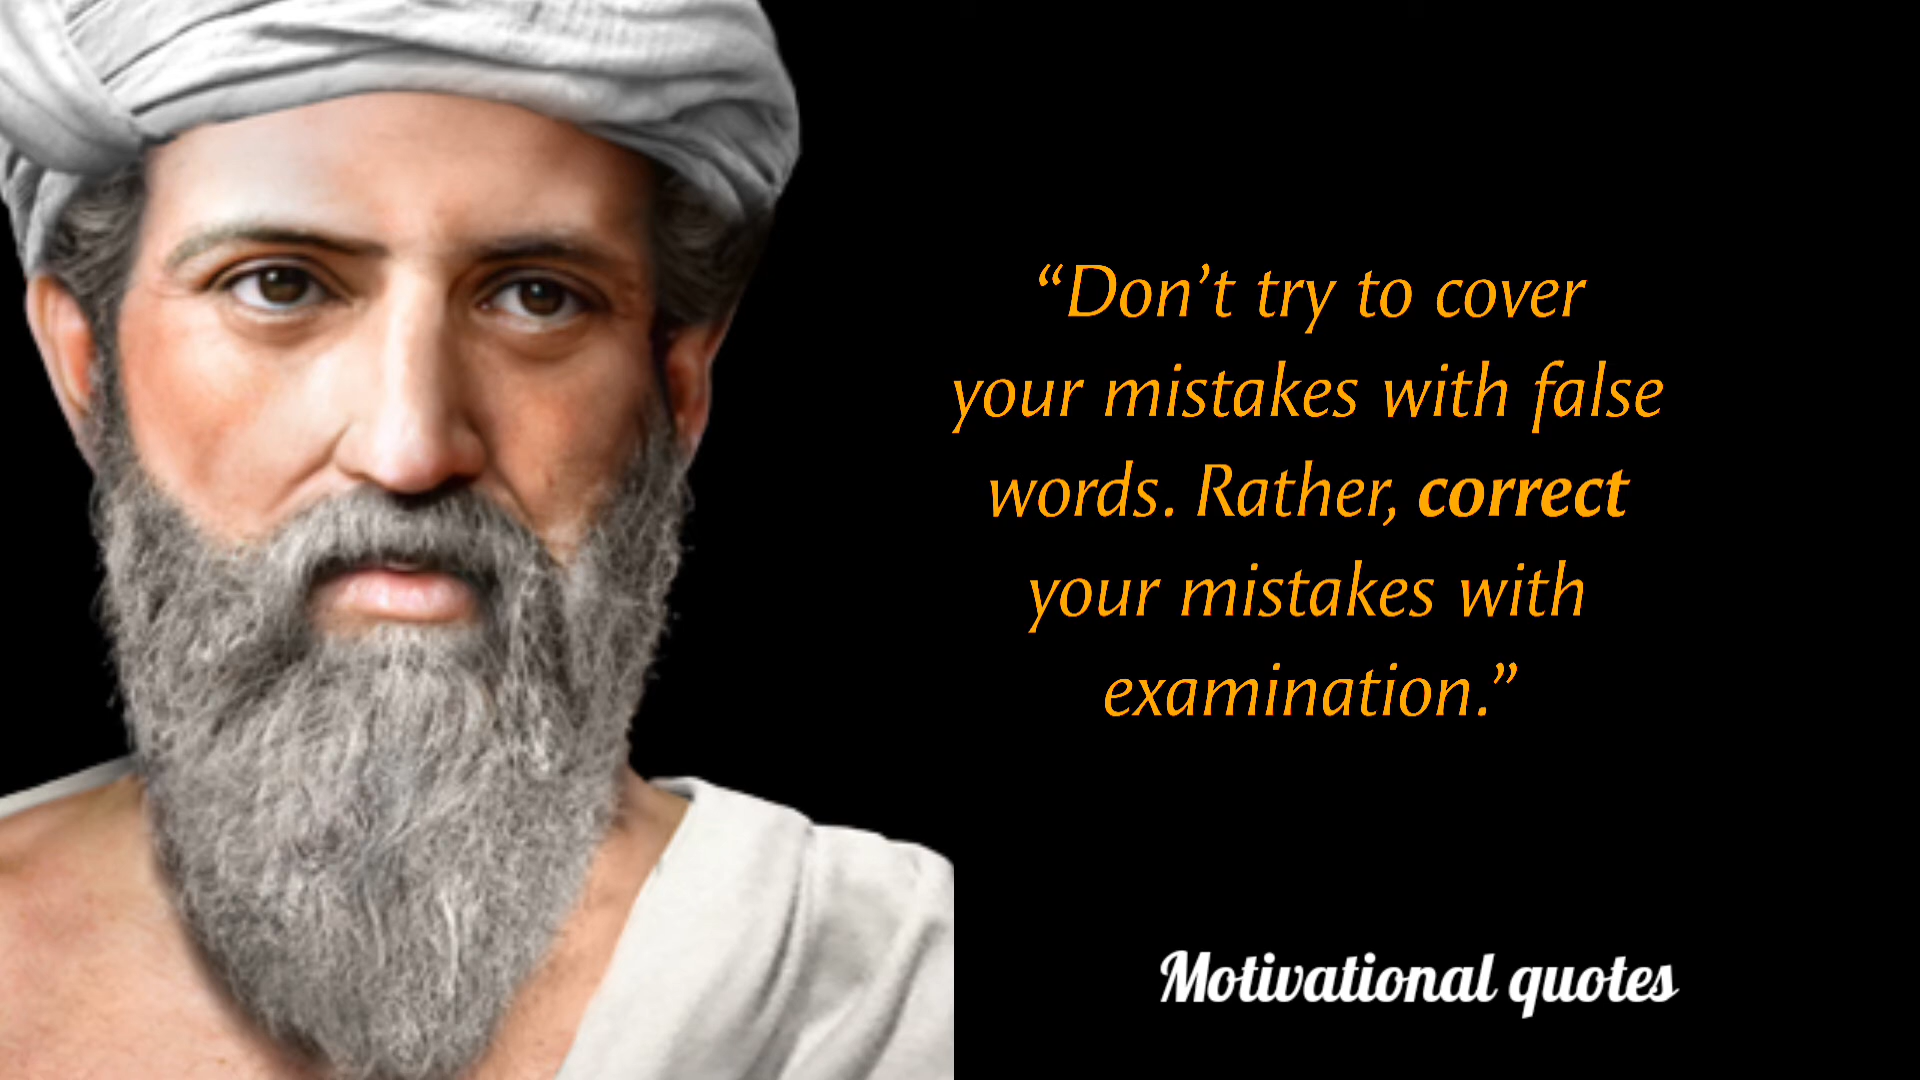 “Don’t try to cover
your mistakes with false
words. Rather, correct
your mistakes with
examination.”
Motivational quotes